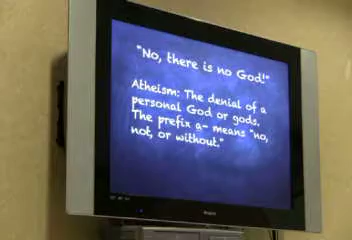 "No, there is no God!"
Atheism: The denial of a
personal God or gods.
The prefix a- means "no,
not, or without."